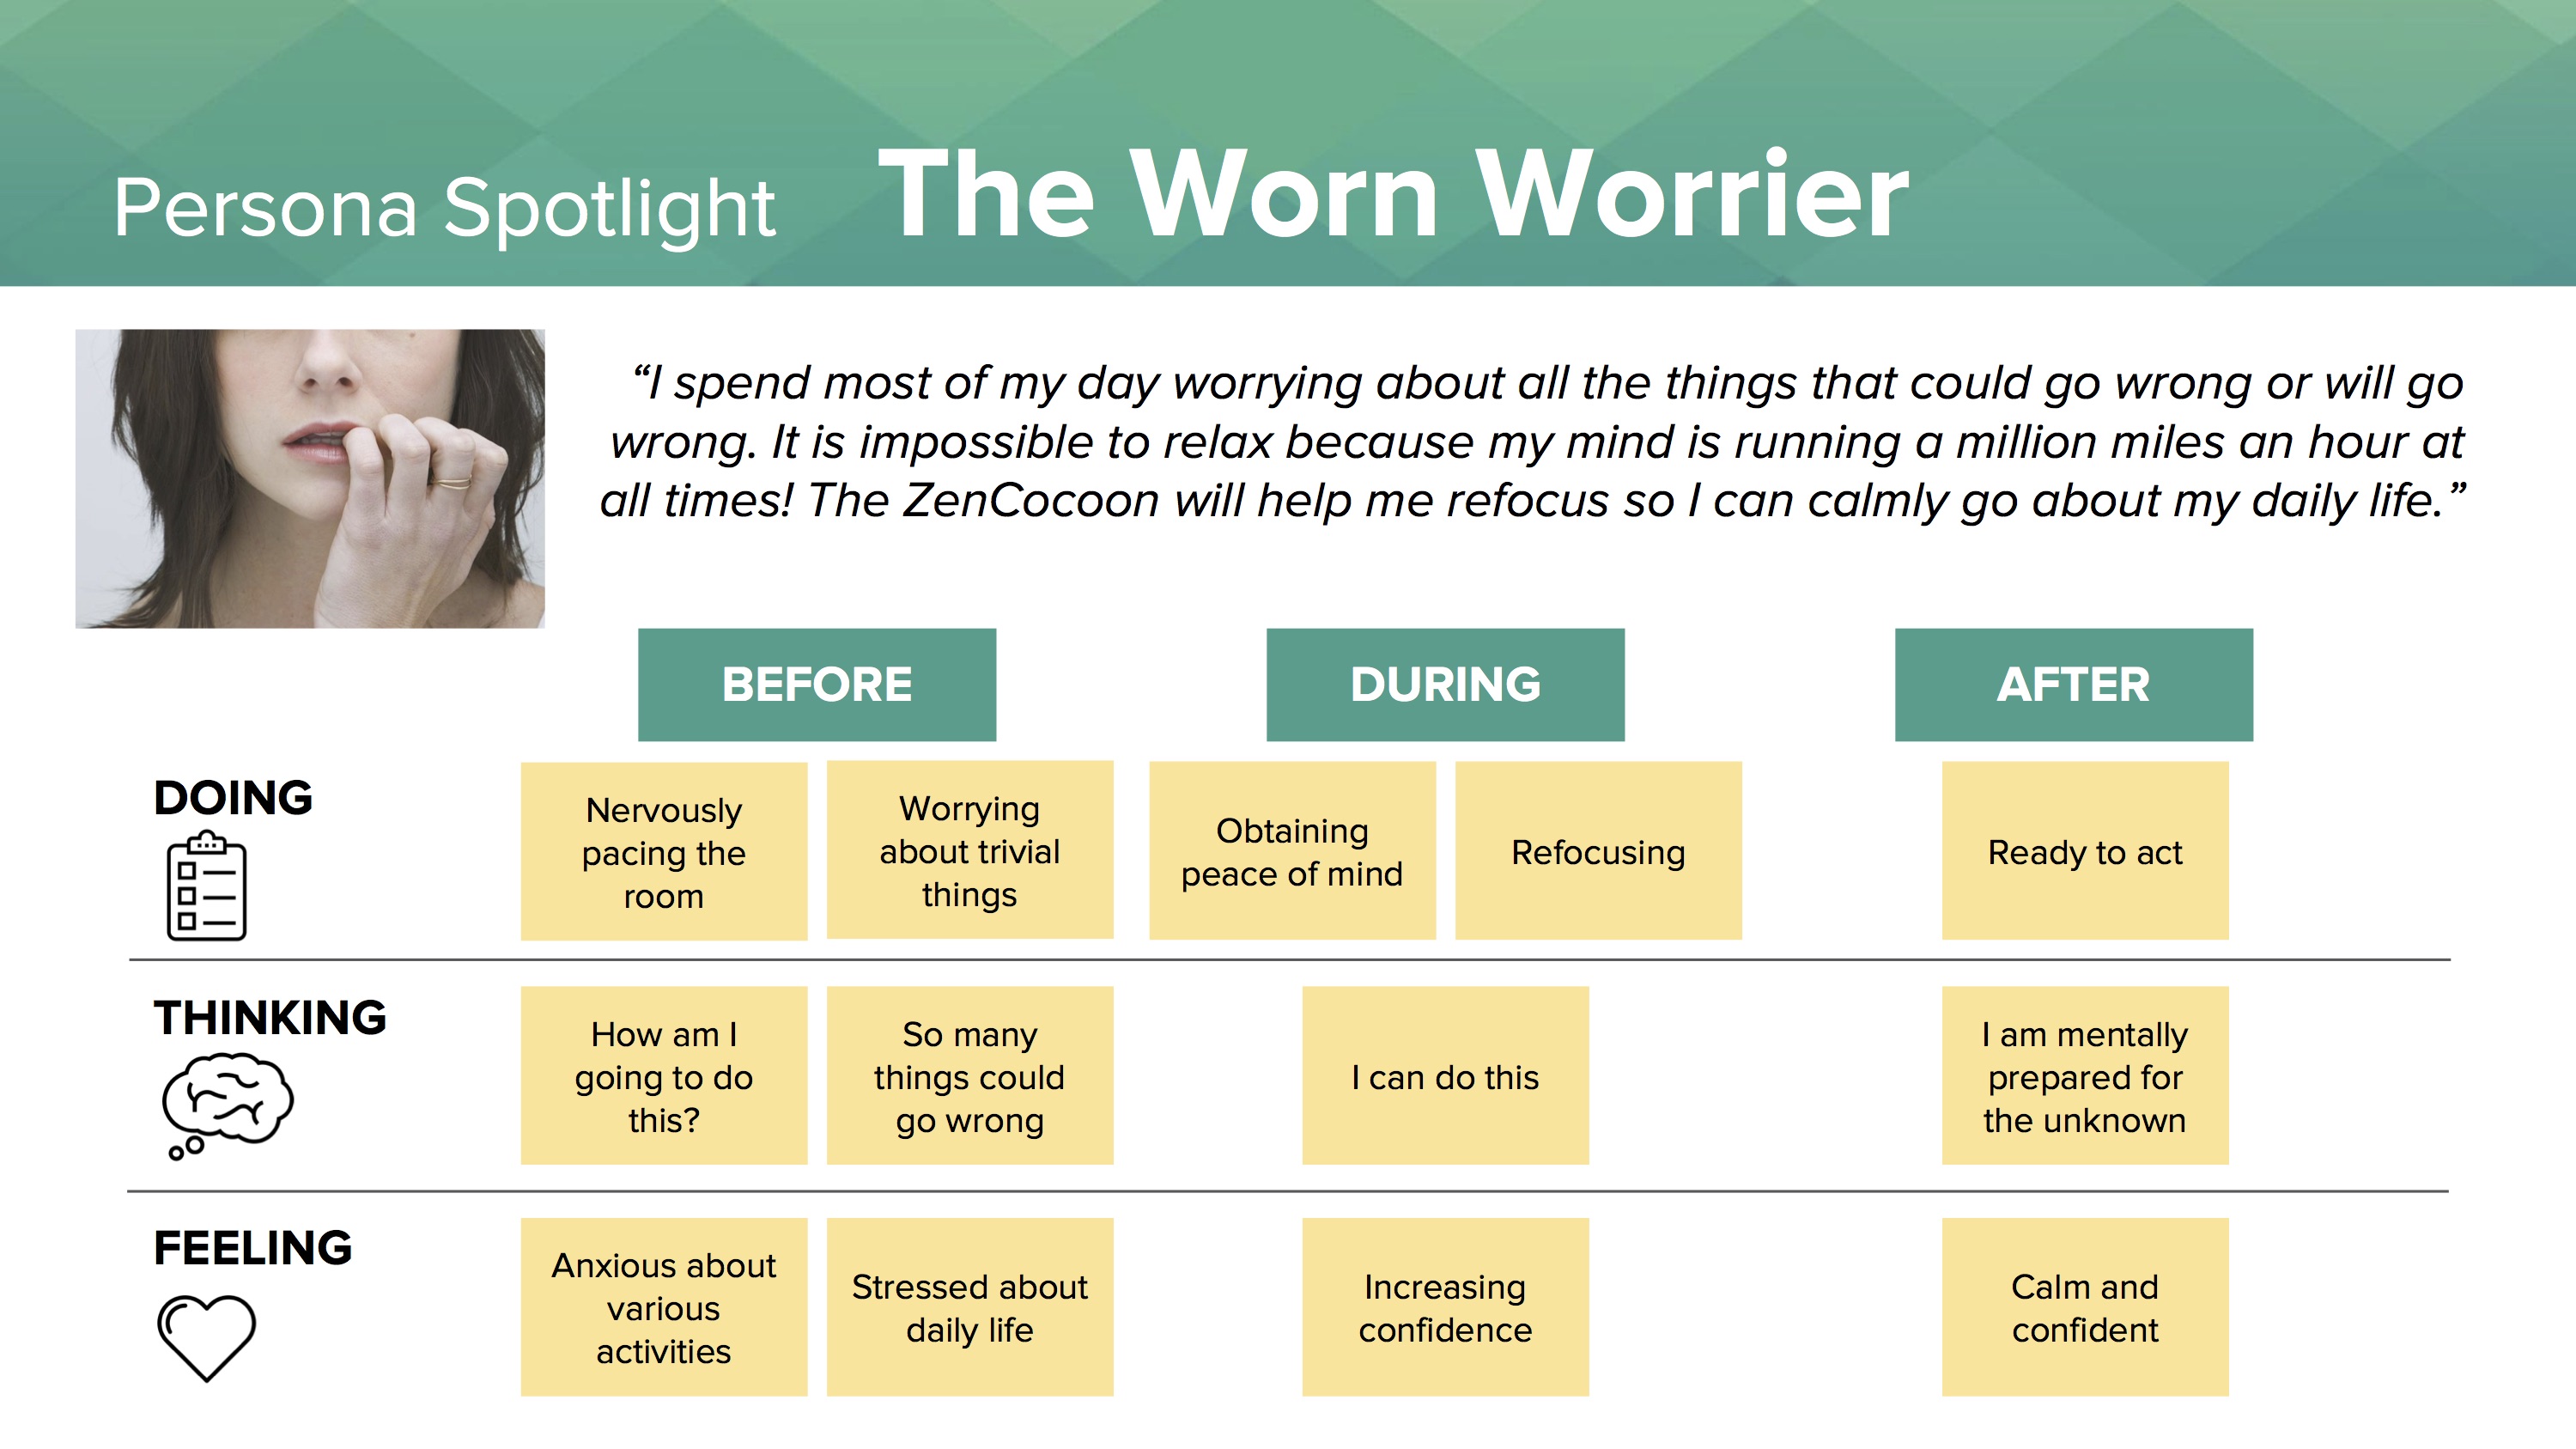 Persona Spotlight The Worn Worrier
“I spend most of my day worrying about all the things that could go wrong or will go
wrong. It is impossible to relax because my mind is running a million miles an hour at
all times! The ZenCocoon will help me refocus so I can calmly go about my daily life.”
BEFORE
DURING
AFTER
DOING
Nervously
pacing the
room
Worrying
about trivial
things
Obtaining
peace of mind
Refocusing
Ready to act
THINKING
How am I
going to do
this?
So many
things could
go wrong
I can do this
I am mentally
prepared for
the unknown
FEELING
Anxious about
various
activities
Stressed about
daily life
Increasing
confidence
Calm and
confident